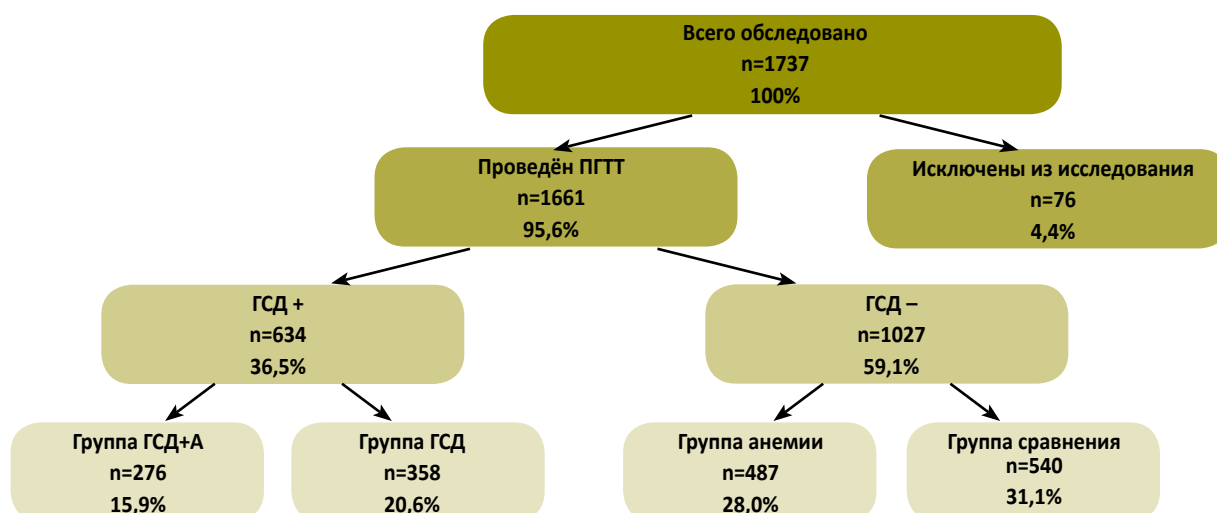 Всего обследовано
n=1737
100%
Проведён ПГТТ
n=1661
95,6%
Исключены из исследования
n=76
4,4%
ГСД +
n=634
36,5%
ГСД –
n=1027
59,1%
Группа ГСД+А
n=276
15,9%
Группа ГСД
n=358
20,6%
Группа анемии
n=487
28,0%
Группа сравнения
n=540
31,1%